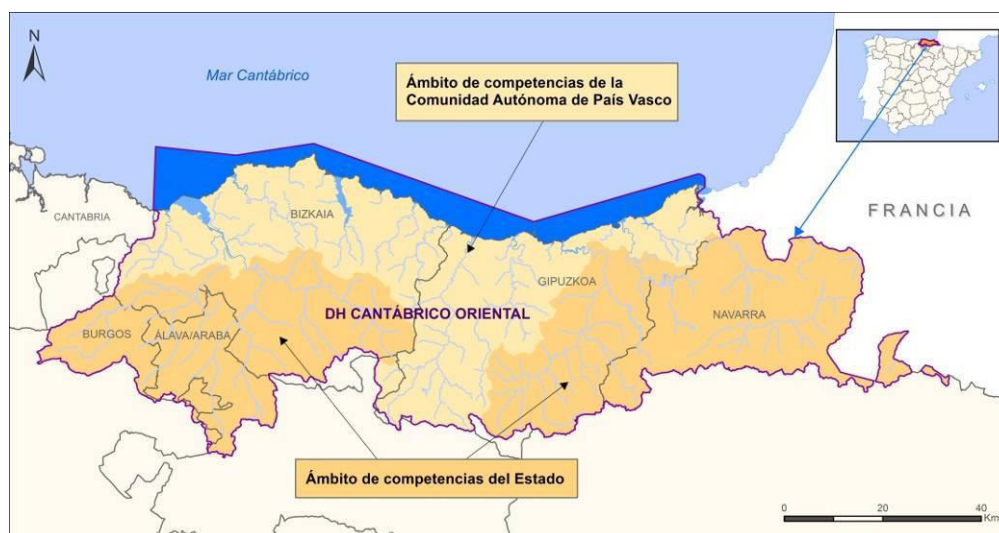 N
Mar Cantábrico
Ámbito de competencias de la
Comunidad Autónoma de País Vasco
CANTABRIA
BIZKAIA
FRANCIA
GIPUZKOA
DH CANTÁBRICO ORIENTAL
NAVARRA
BURGOS
ÁLAVA/ARABA
Ámbito de competencias del Estado
0 20 40
Km